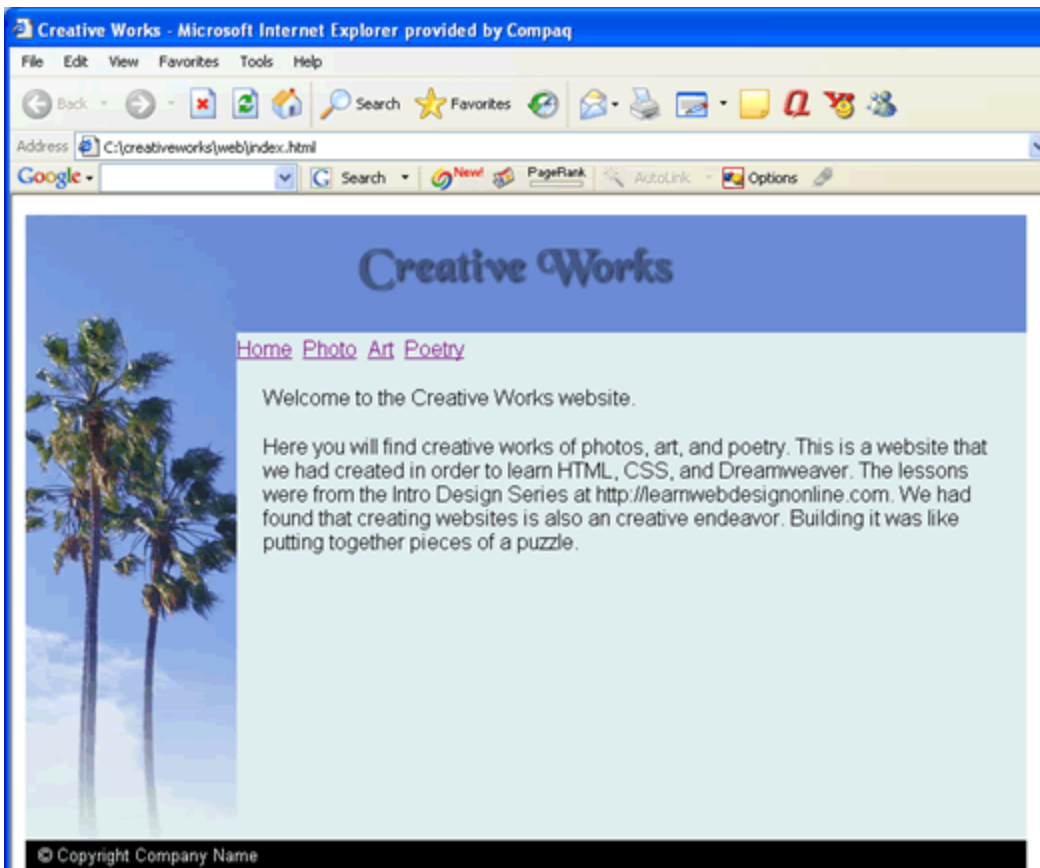 Creative Works - Microsoft Internet Explorer provided by Compaq
File Edit View Favorites Tools Help
Back Search Favorites
Address C:\creativeworks\web\index.html
Google Search New! PageRank AutoLink Options
Creative Works
Home Photo Art Poetry
Welcome to the Creative Works website.
Here you will find creative works of photos, art, and poetry. This is a website that
we had created in order to learn HTML, CSS, and Dreamweaver. The lessons
were from the Intro Design Series at http://learnwebdesignonline.com. We had
found that creating websites is also an creative endeavor. Building it was like
putting together pieces of a puzzle.
© Copyright Company Name